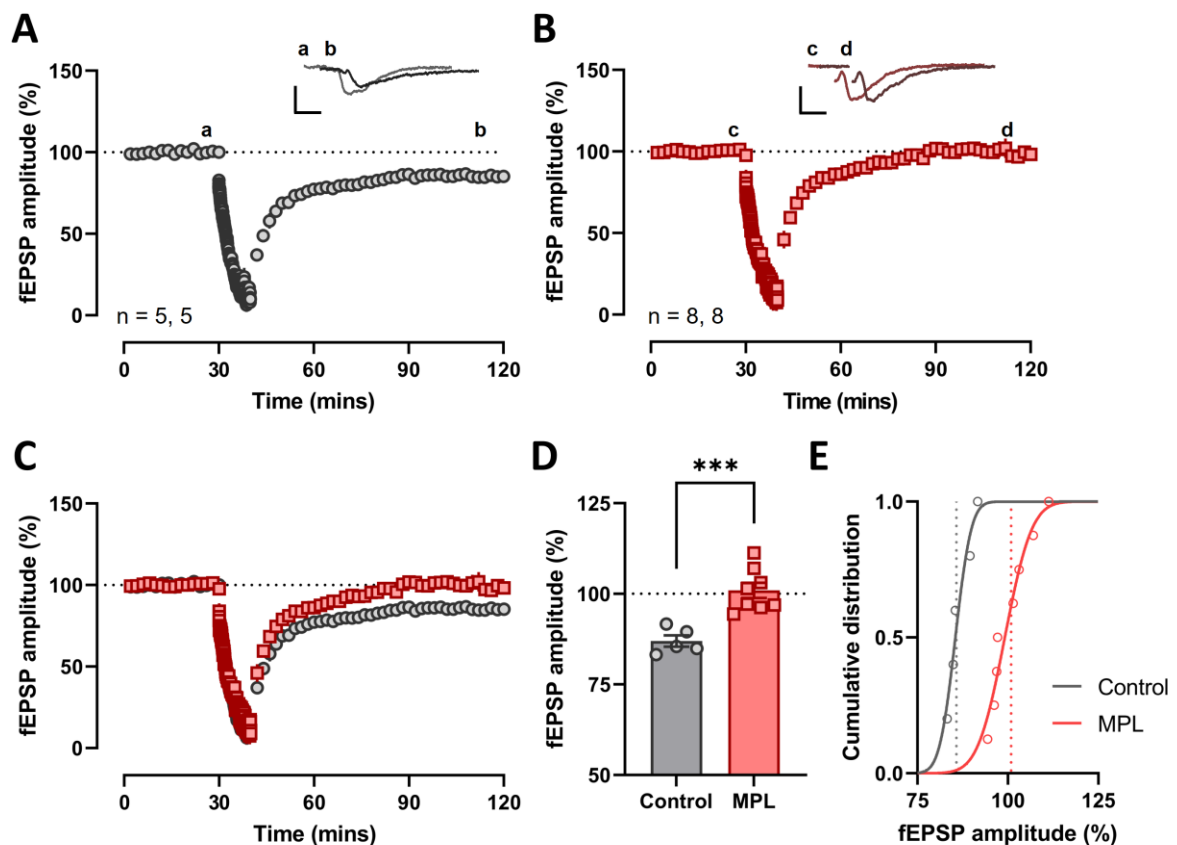 A
a b
fEPSP amplitude (%)
150
100
50
0
a
b
n = 5, 5
0 30 60 90 120
Time (mins)
B
c d
fEPSP amplitude (%)
150
100
50
0
c
d
n = 8, 8
0 30 60 90 120
Time (mins)
C
fEPSP amplitude (%)
150
100
50
0
0 30 60 90 120
Time (mins)
D
***
fEPSP amplitude (%)
125
100
75
50
Control MPL
E
Cumulative distribution
1.0
0.5
0.0
Control
MPL
75 100 125
fEPSP amplitude (%)